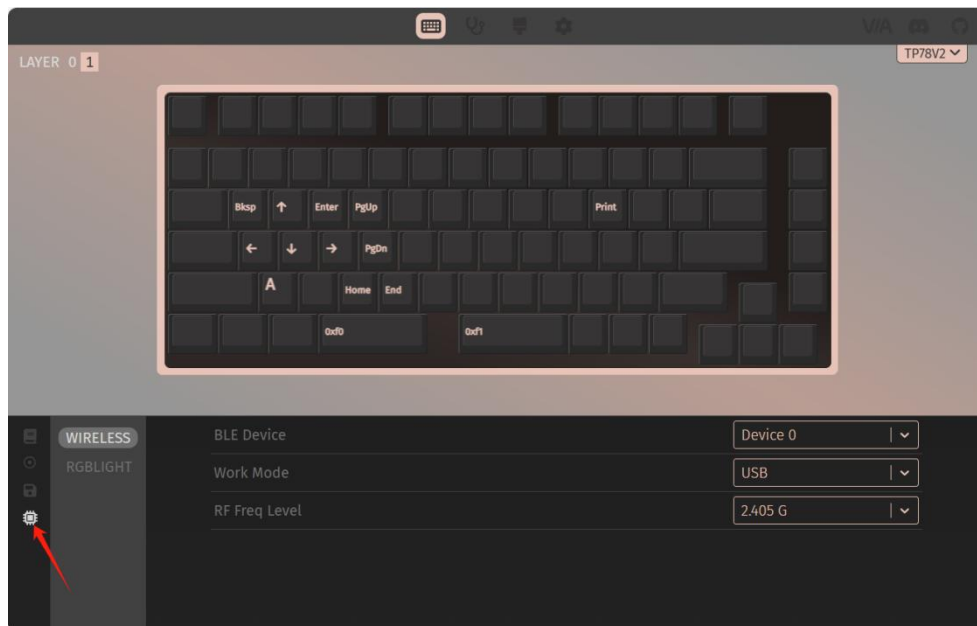 VIA
LAYER 0 1
TP78V2
Bksp ↑ Enter PgUp Print
← ↓ → PgDn
A Home End
0xf0 0xf1
WIRELESS
RGBLIGHT
BLE Device Device 0
Work Mode USB
RF Freq Level 2.405 G